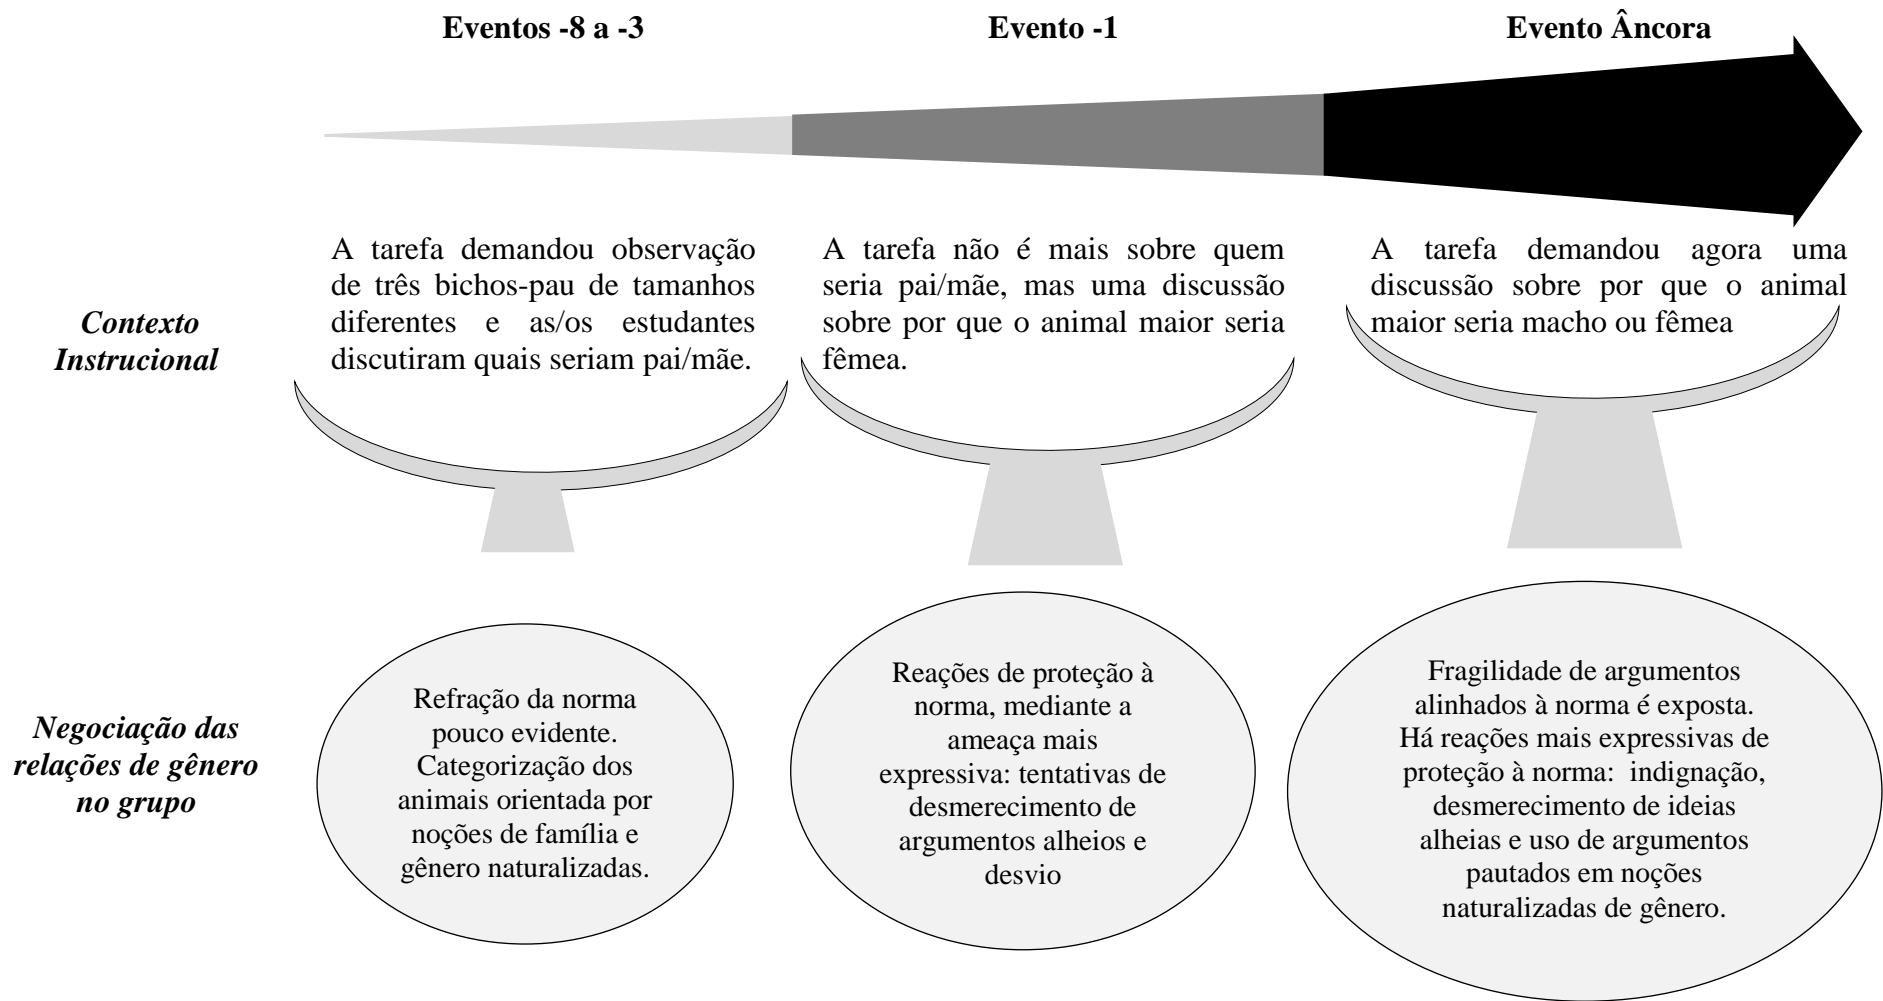 Eventos -8 a -3
Evento -1
Evento Âncora
Contexto
Instrucional
A tarefa demandou observação
de três bichos-pau de tamanhos
diferentes e as/os estudantes
discutiram quais seriam pai/mãe.
A tarefa não é mais sobre quem
seria pai/mãe, mas uma discussão
sobre por que o animal maior seria
fêmea.
A tarefa demandou agora uma
discussão sobre por que o animal
maior seria macho ou fêmea
Negociação das
relações de gênero
no grupo
Refração da norma
pouco evidente.
Categorização dos
animais orientada por
noções de família e
gênero naturalizadas.
Reações de proteção à
norma, mediante a
ameaça mais
expressiva: tentativas de
desmerecimento de
argumentos alheios e
desvio
Fragilidade de argumentos
alinhados à norma é exposta.
Há reações mais expressivas de
proteção à norma: indignação,
desmerecimento de ideias
alheias e uso de argumentos
pautados em noções
naturalizadas de gênero.